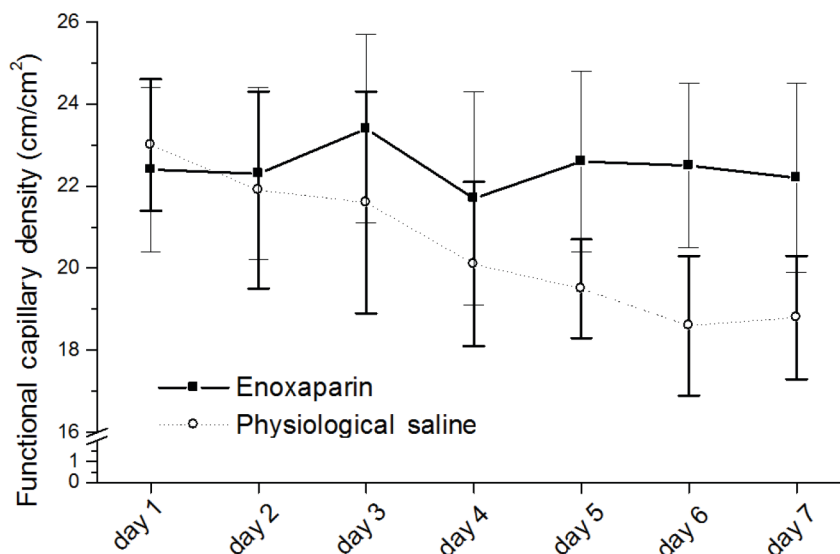 Functional capillary density (cm/cm²)
26
24
22
20
18
16
1
0
Enoxaparin
Physiological saline
day 1
day 2
day 3
day 4
day 5
day 6
day 7